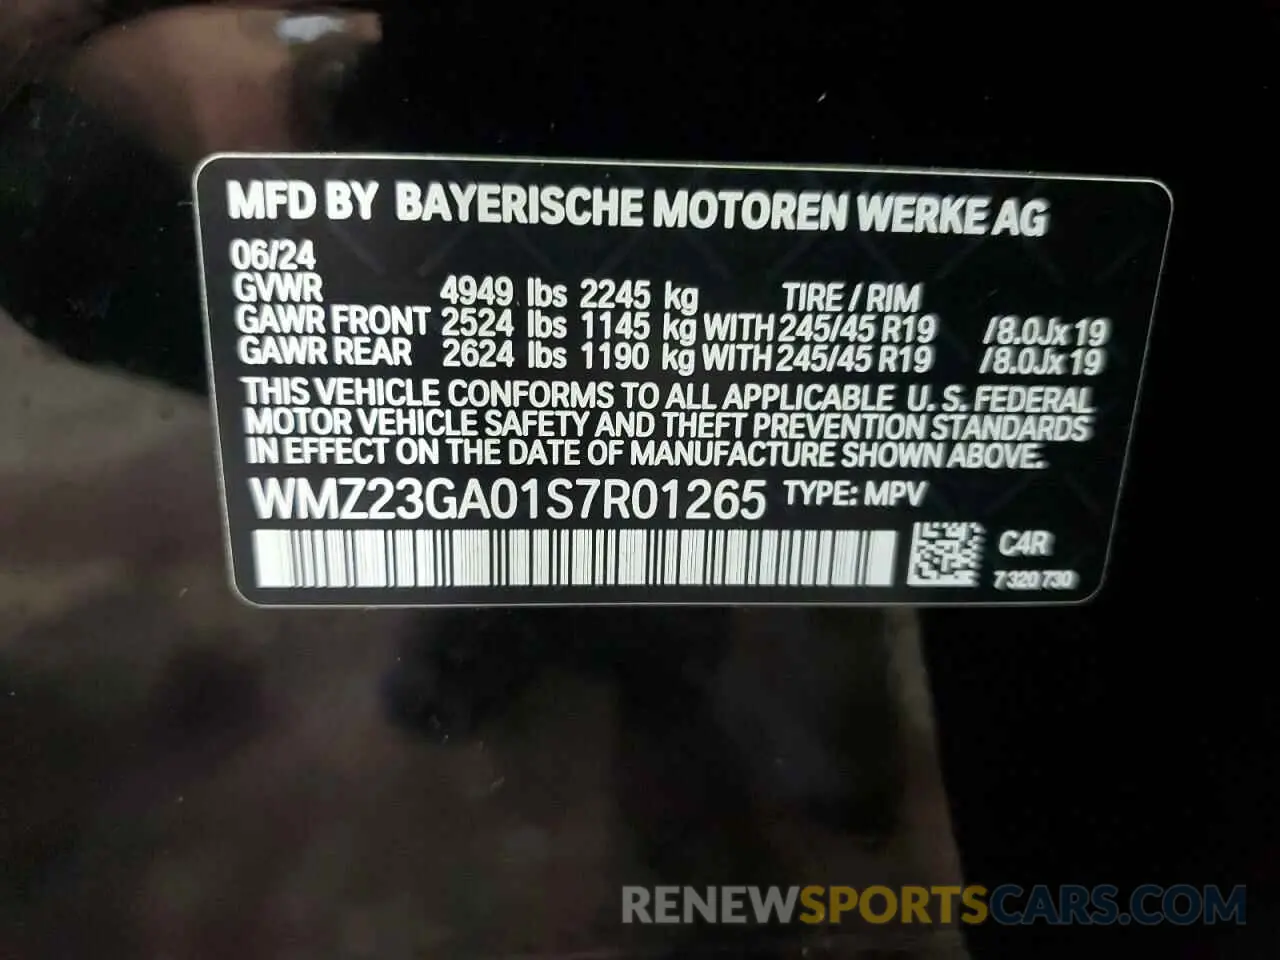 MFD BY BAYERISCHE MOTOREN WERKE AG
06/24
GVWR 4949 lbs 2245 kg TIRE / RIM
GAWR FRONT 2524 lbs 1145 kg WITH 245/45 R19 /8.0Jx19
GAWR REAR 2624 lbs 1190 kg WITH 245/45 R19 /8.0Jx19
THIS VEHICLE CONFORMS TO ALL APPLICABLE U.S. FEDERAL
MOTOR VEHICLE SAFETY AND THEFT PREVENTION STANDARDS
IN EFFECT ON THE DATE OF MANUFACTURE SHOWN ABOVE.
WMZ23GA01S7R01265 TYPE: MPV
C4R
7 320 730
RENEWSPORTSCARS.COM